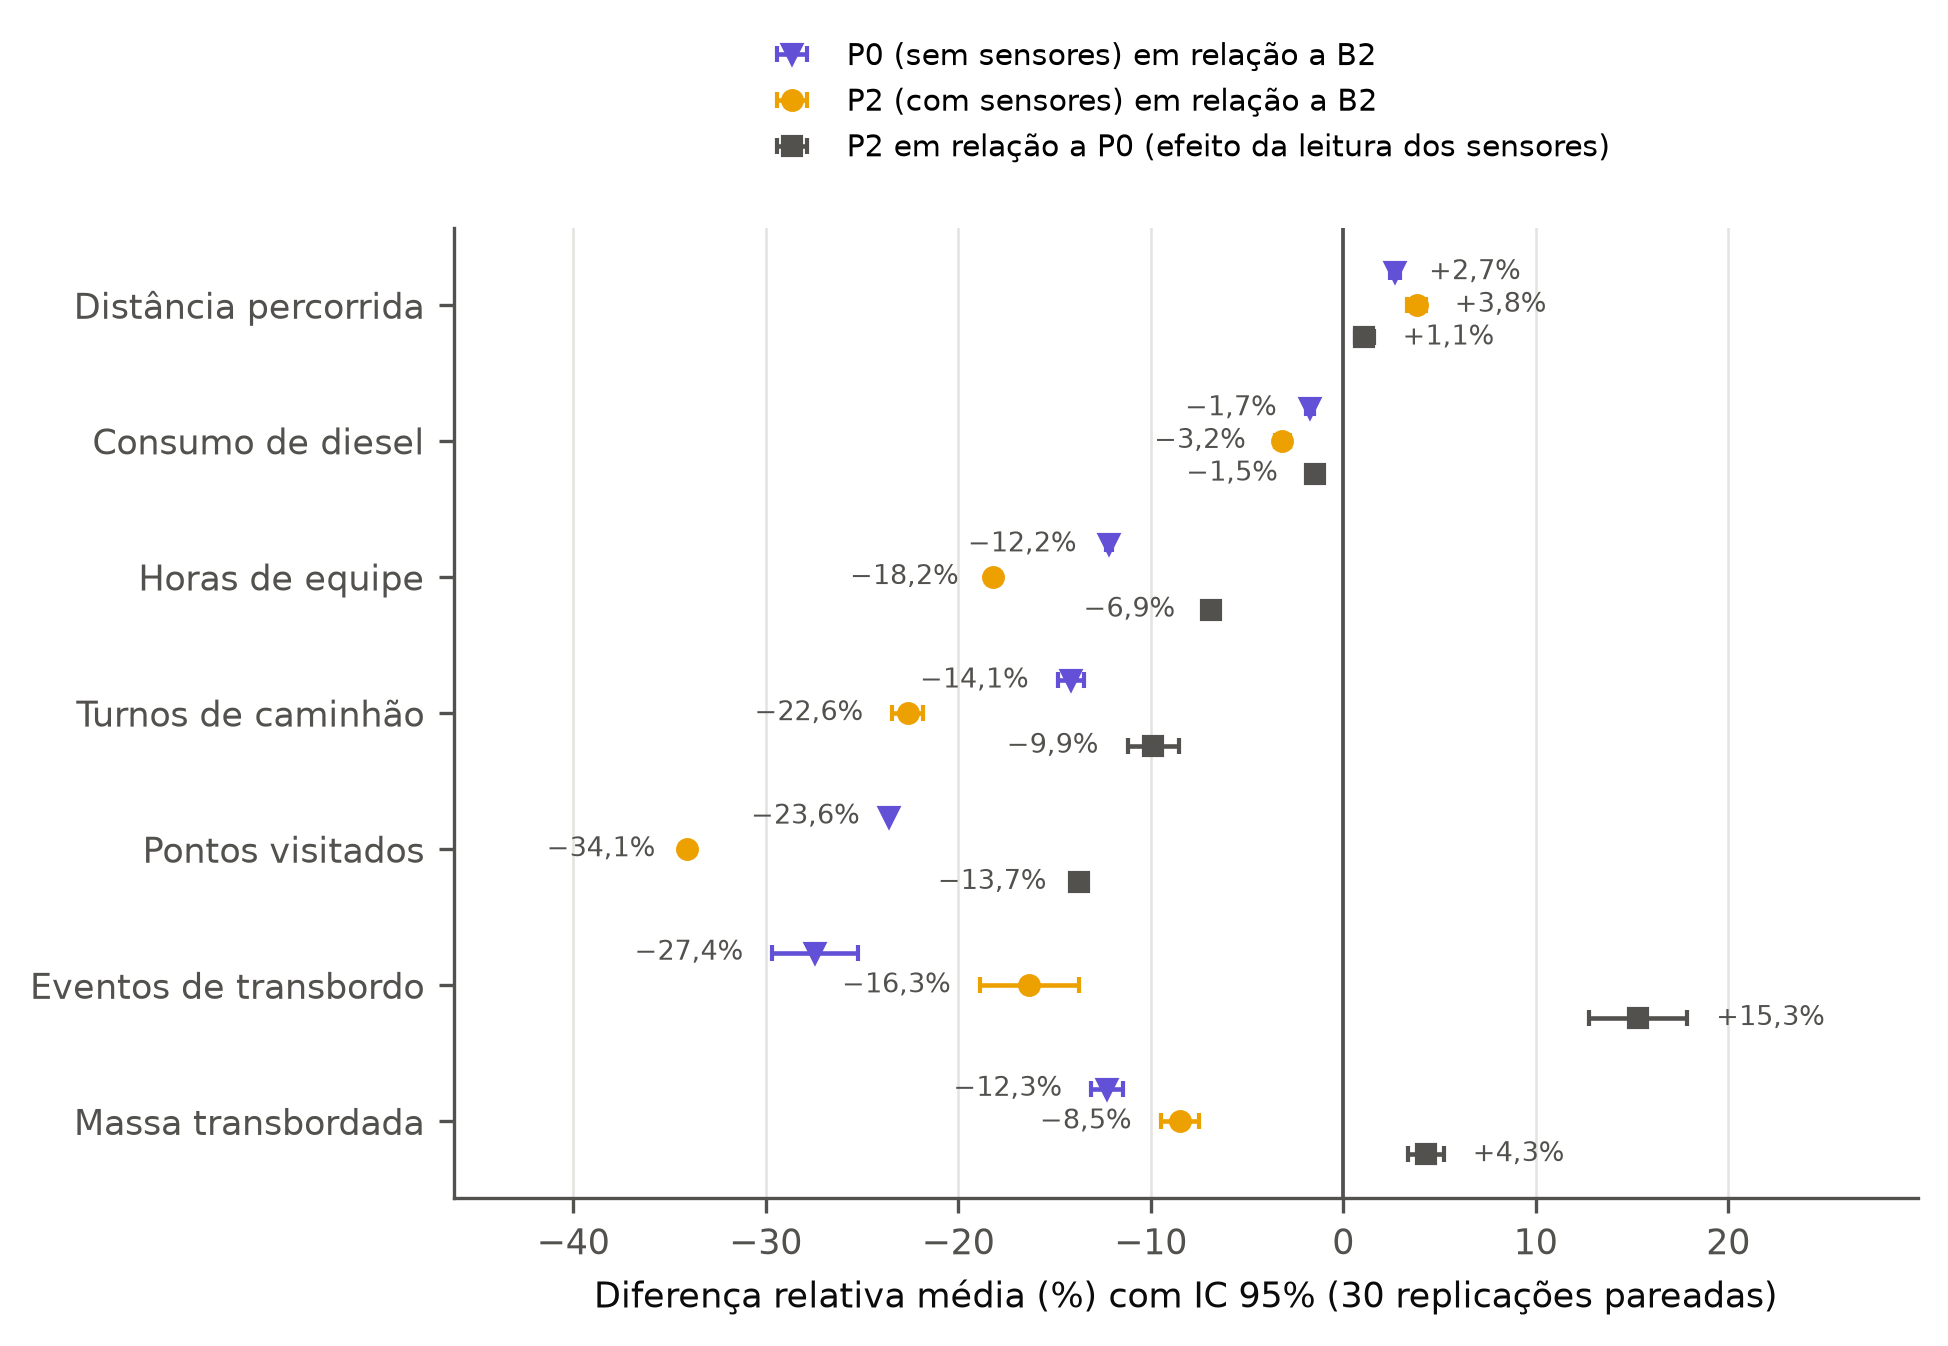 P0 (sem sensores) em relação a B2
P2 (com sensores) em relação a B2
P2 em relação a P0 (efeito da leitura dos sensores)
Distância percorrida
+2,7%
+3,8%
+1,1%
Consumo de diesel
−1,7%
−3,2%
−1,5%
Horas de equipe
−12,2%
−18,2%
−6,9%
Turnos de caminhão
−14,1%
−22,6%
−9,9%
Pontos visitados
−23,6%
−34,1%
−13,7%
Eventos de transbordo
−27,4%
−16,3%
+15,3%
Massa transbordada
−12,3%
−8,5%
+4,3%
−40 −30 −20 −10 0 10 20
Diferença relativa média (%) com IC 95% (30 replicações pareadas)